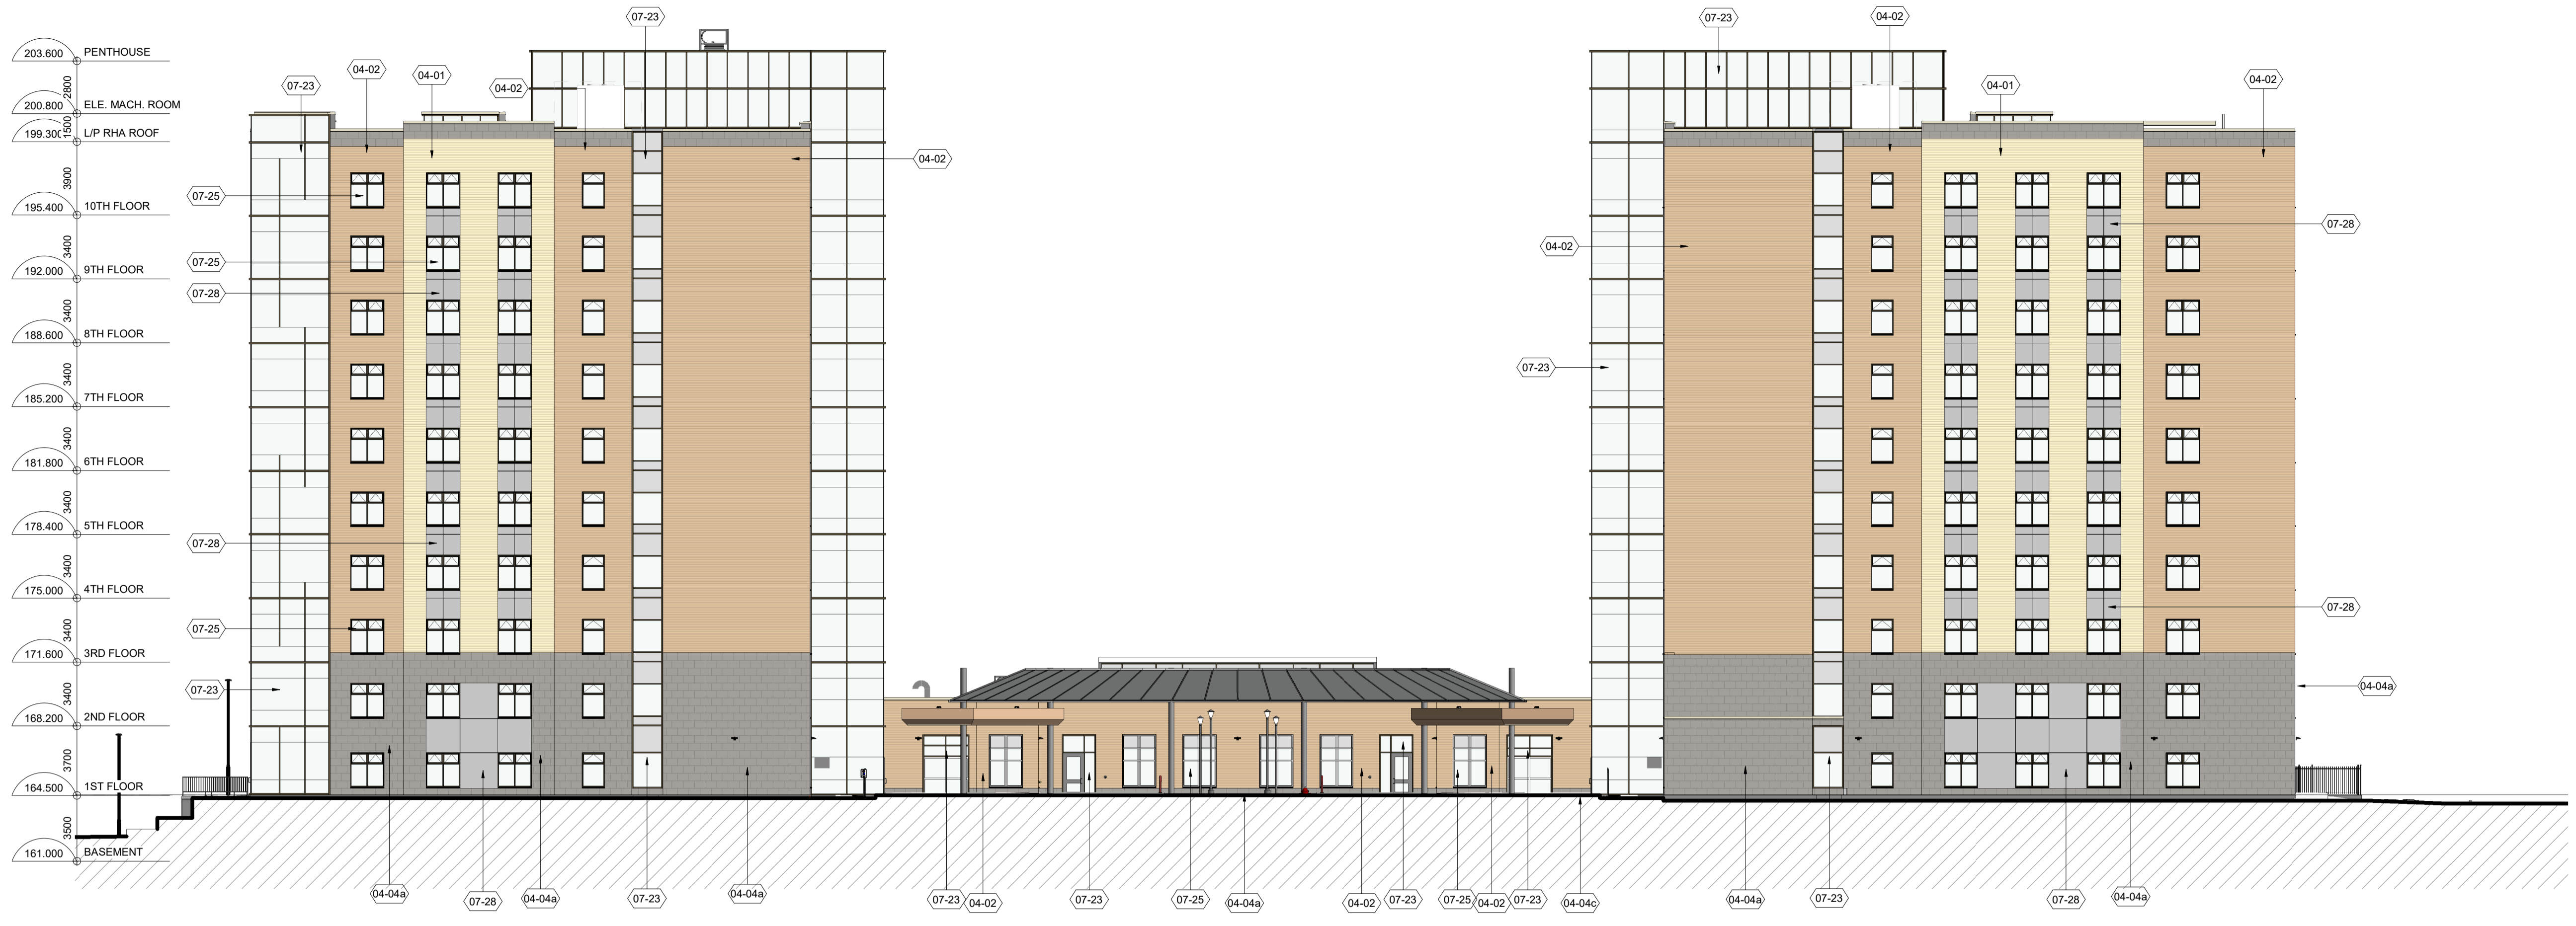 07-23
07-23
04-02
203.600 PENTHOUSE
04-02
04-01
07-23
04-02
04-01
04-02
2800
200.800 ELE. MACH. ROOM
1500
199.300 L/P RHA ROOF
04-02
3900
07-25
195.400 10TH FLOOR
07-28
3400
04-02
07-25
192.000 9TH FLOOR
07-28
3400
188.600 8TH FLOOR
3400
07-23
185.200 7TH FLOOR
3400
181.800 6TH FLOOR
3400
178.400 5TH FLOOR
07-28
3400
175.000 4TH FLOOR
07-28
3400
07-25
171.600 3RD FLOOR
3400
07-23
04-04a
168.200 2ND FLOOR
3700
164.500 1ST FLOOR
3500
161.000 BASEMENT
04-04a
07-28
04-04a
07-23
04-04a
07-23
04-02
07-23
07-25
04-04a
04-02
07-23
07-25
04-02
07-23
04-04c
04-04a
07-23
07-28
04-04a